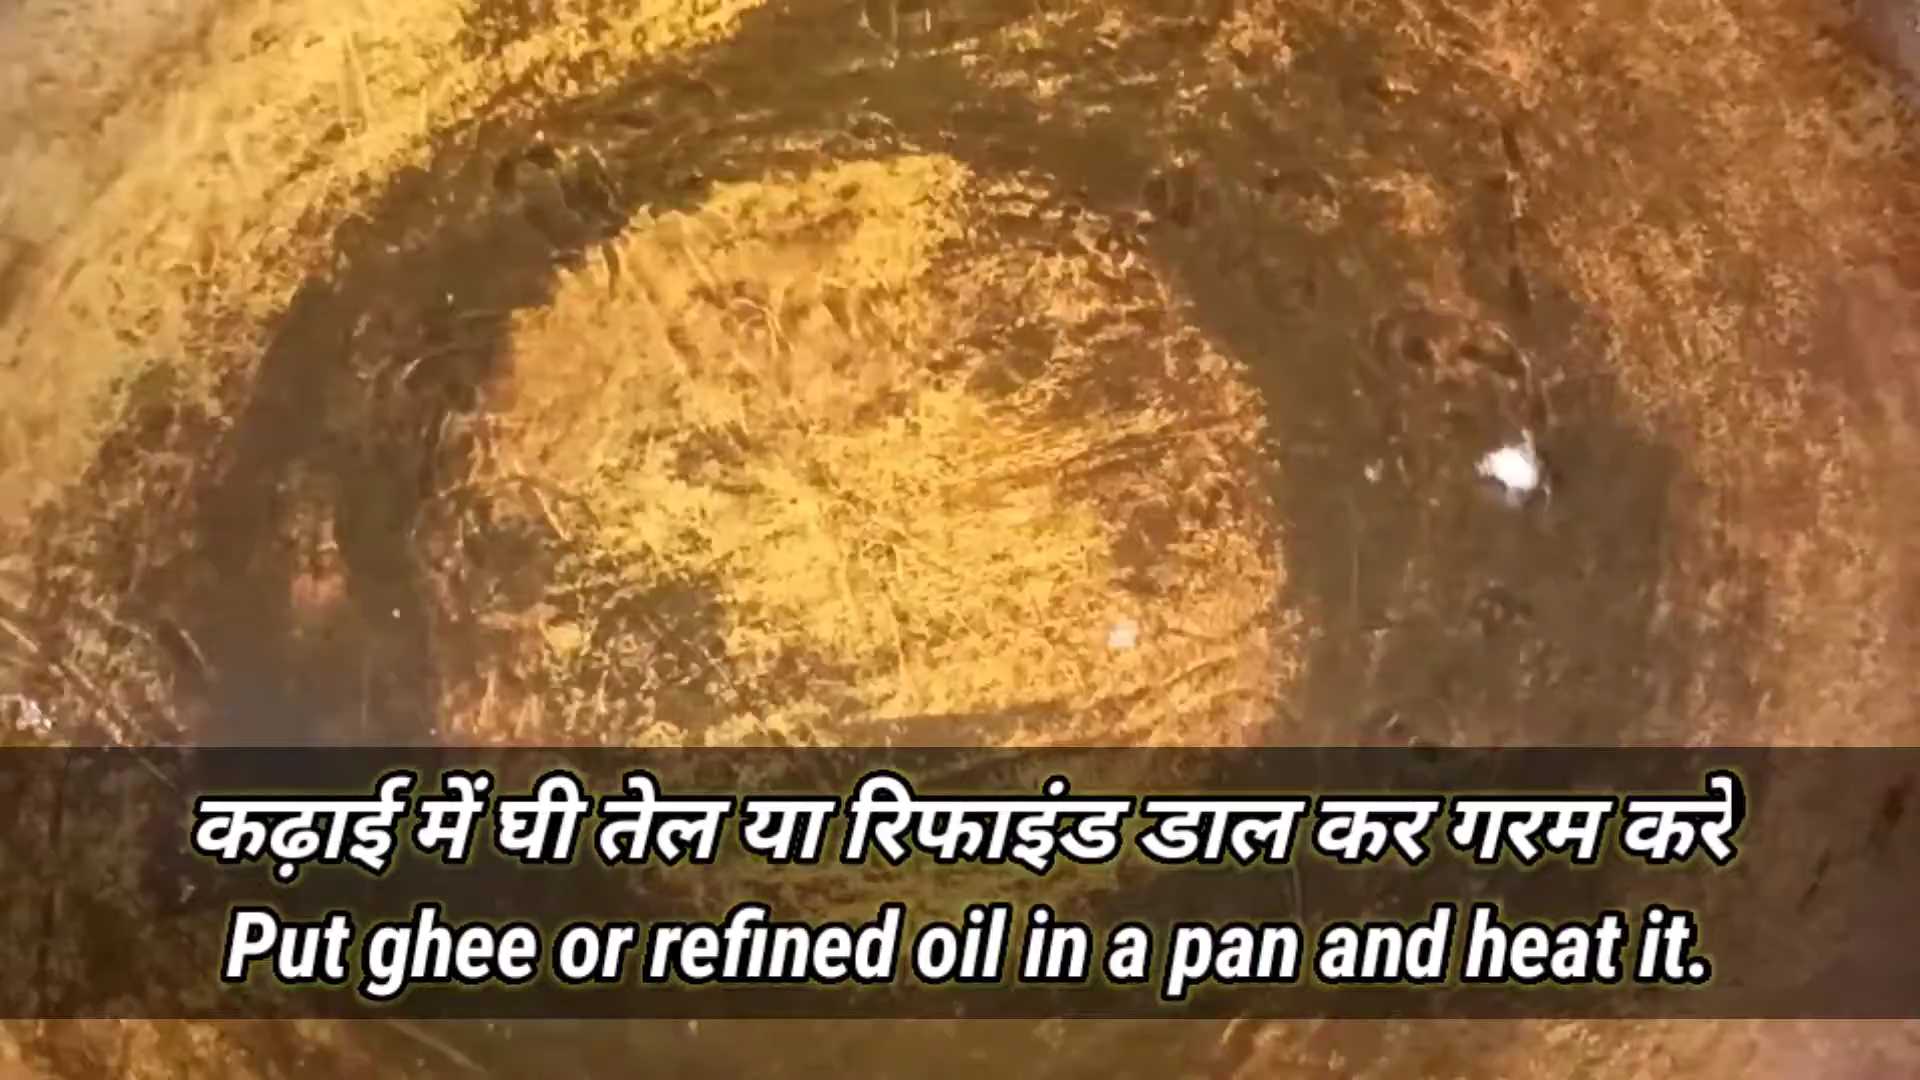 कढ़ाई में घी तेल या रिफाइंड डाल कर गरम करे
Put ghee or refined oil in a pan and heat it.